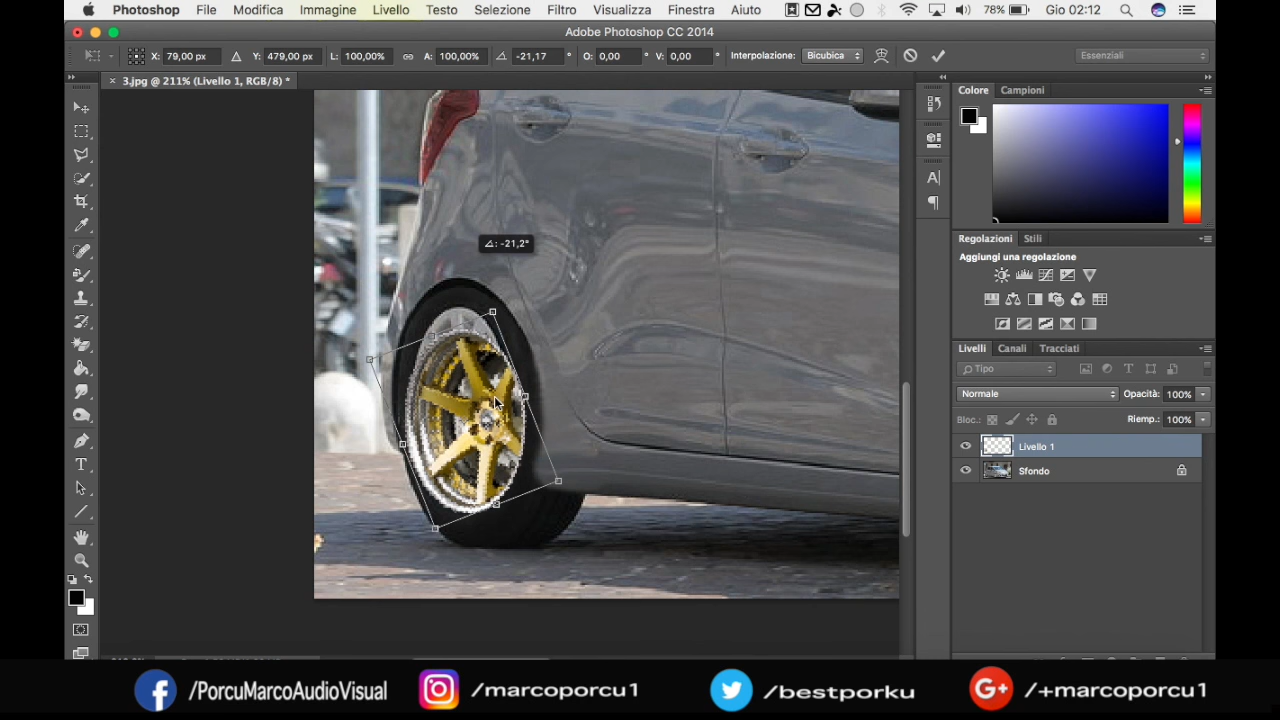 Photoshop File Modifica Immagine Livello Testo Selezione Filtro Visualizza Finestra Aiuto 78% Gio 02:12
Adobe Photoshop CC 2014
X: 79,00 px Y: 479,00 px L: 100,00% A: 100,00% -21,17 ° O: 0,00 ° V: 0,00 ° Interpolazione: Bicubica Essenziali
× 3.jpg @ 211% (Livello 1, RGB/8) *
Colore Campioni
: -21,2°
Regolazioni Stili
Aggiungi una regolazione
Livelli Canali Tracciati
Tipo
Normale Opacità: 100%
Bloc.: Riemp.: 100%
Livello 1
Sfondo
/PorcuMarcoAudioVisual /marcoporcu1 /bestporku G+ /+marcoporcu1